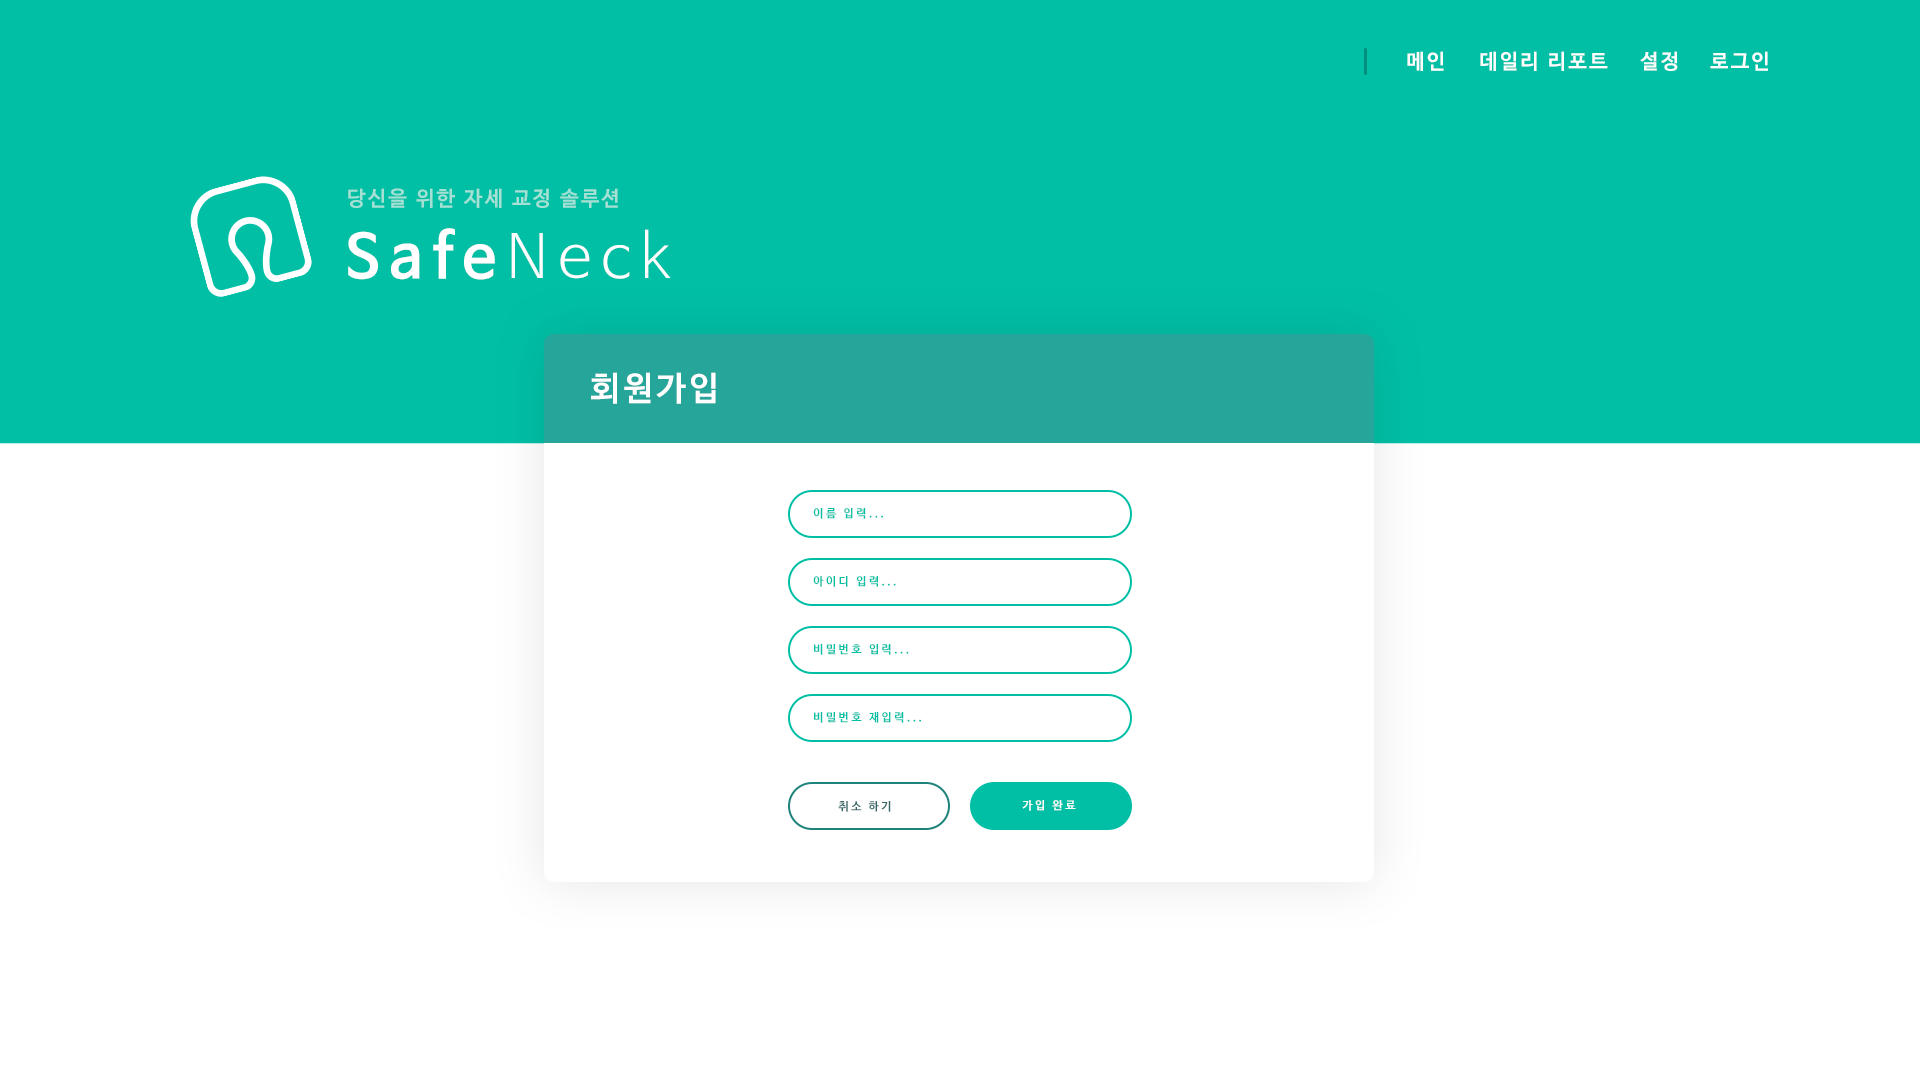 메인 데일리 리포트 설정 로그인
당신을 위한 자세 교정 솔루션
SafeNeck
회원가입
이름 입력...
아이디 입력...
비밀번호 입력...
비밀번호 재입력...
취소 하기 가입 완료